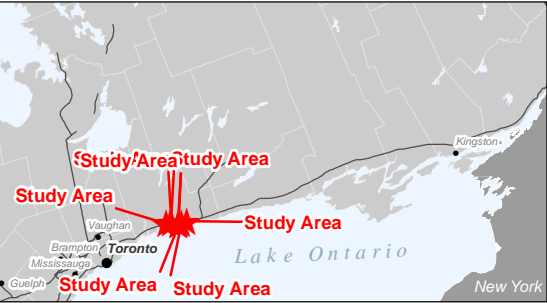 Kingston
Study Area
Study Area
Study Area
Vaughan
Study Area
Brampton
Toronto
Lake Ontario
Mississauga
Guelph
Study Area
Study Area
New York